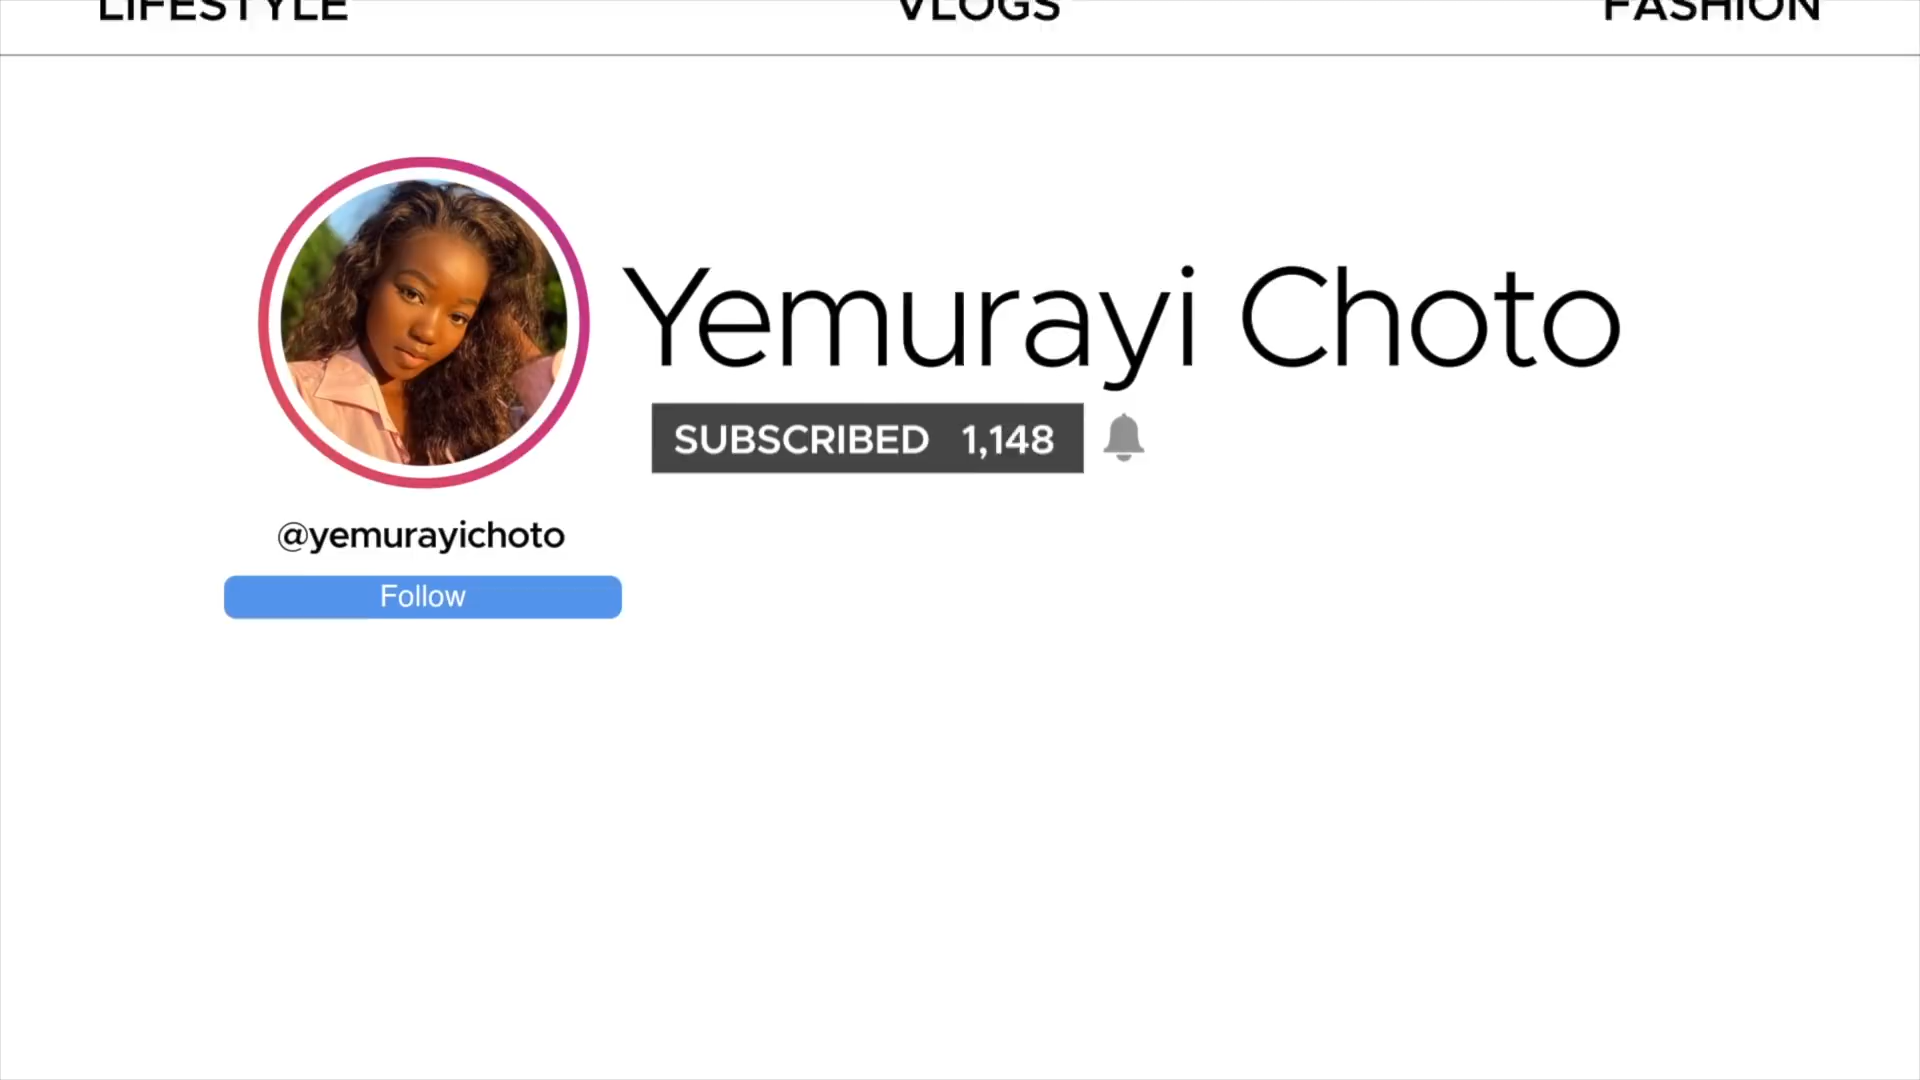 LIFESTYLE VLOGS FASHION
Yemurayi Choto
SUBSCRIBED 1,148
@yemurayichoto
Follow